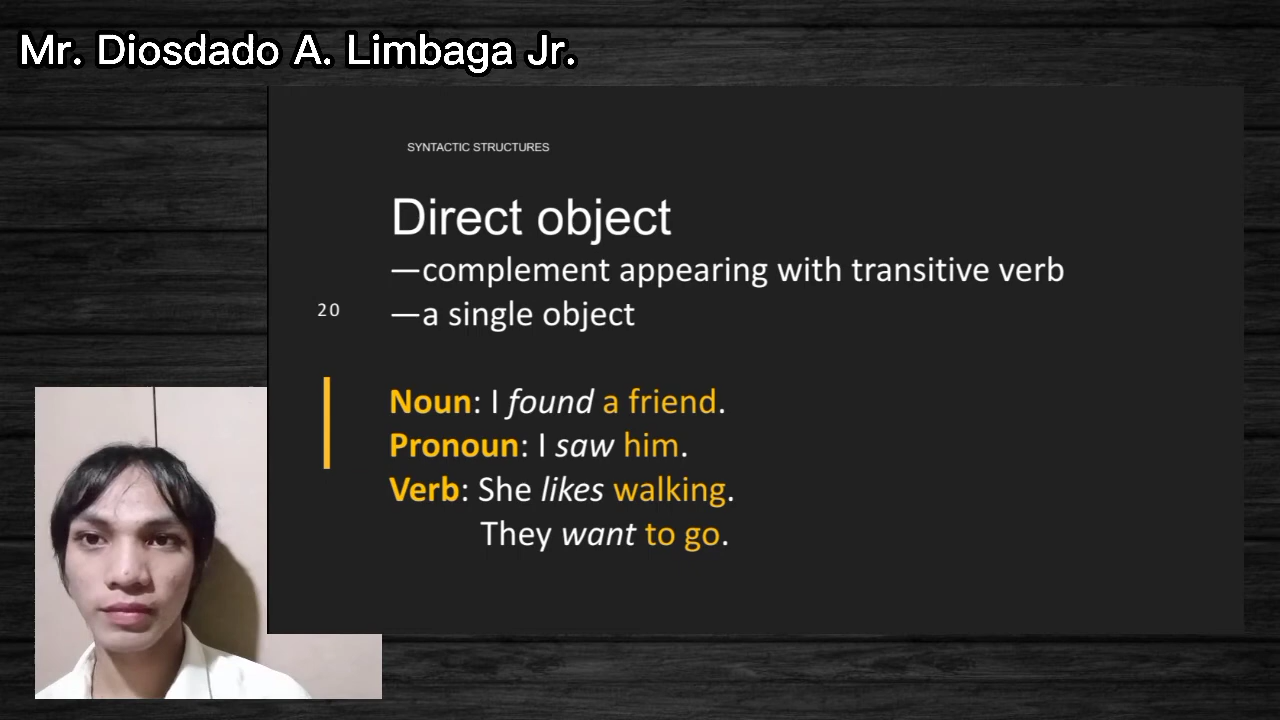 Mr. Diosdado A. Limbaga Jr.
SYNTACTIC STRUCTURES
Direct object
—complement appearing with transitive verb
20
—a single object
Noun: I found a friend.
Pronoun: I saw him.
Verb: She likes walking.
They want to go.